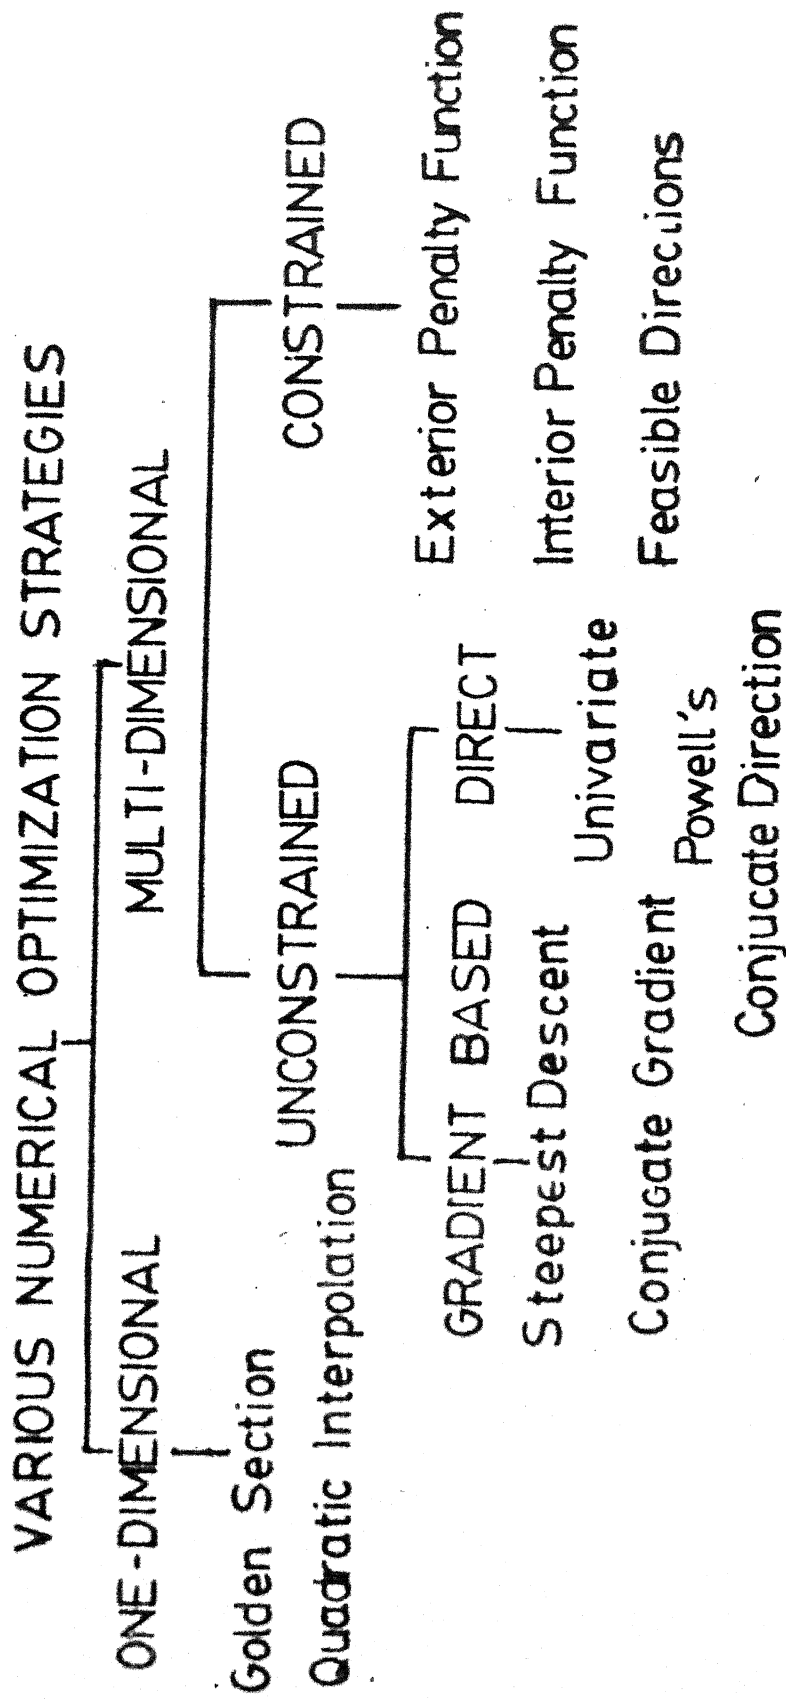 VARIOUS NUMERICAL OPTIMIZATION STRATEGIES
ONE-DIMENSIONAL
Golden Section
Quadratic Interpolation
MULTI-DIMENSIONAL
UNCONSTRAINED
GRADIENT BASED
Steepest Descent
Conjugate Gradient
DIRECT
Univariate
Powell's
Conjucate Direction
CONSTRAINED
Exterior Penalty Function
Interior Penalty Function
Feasible Directions